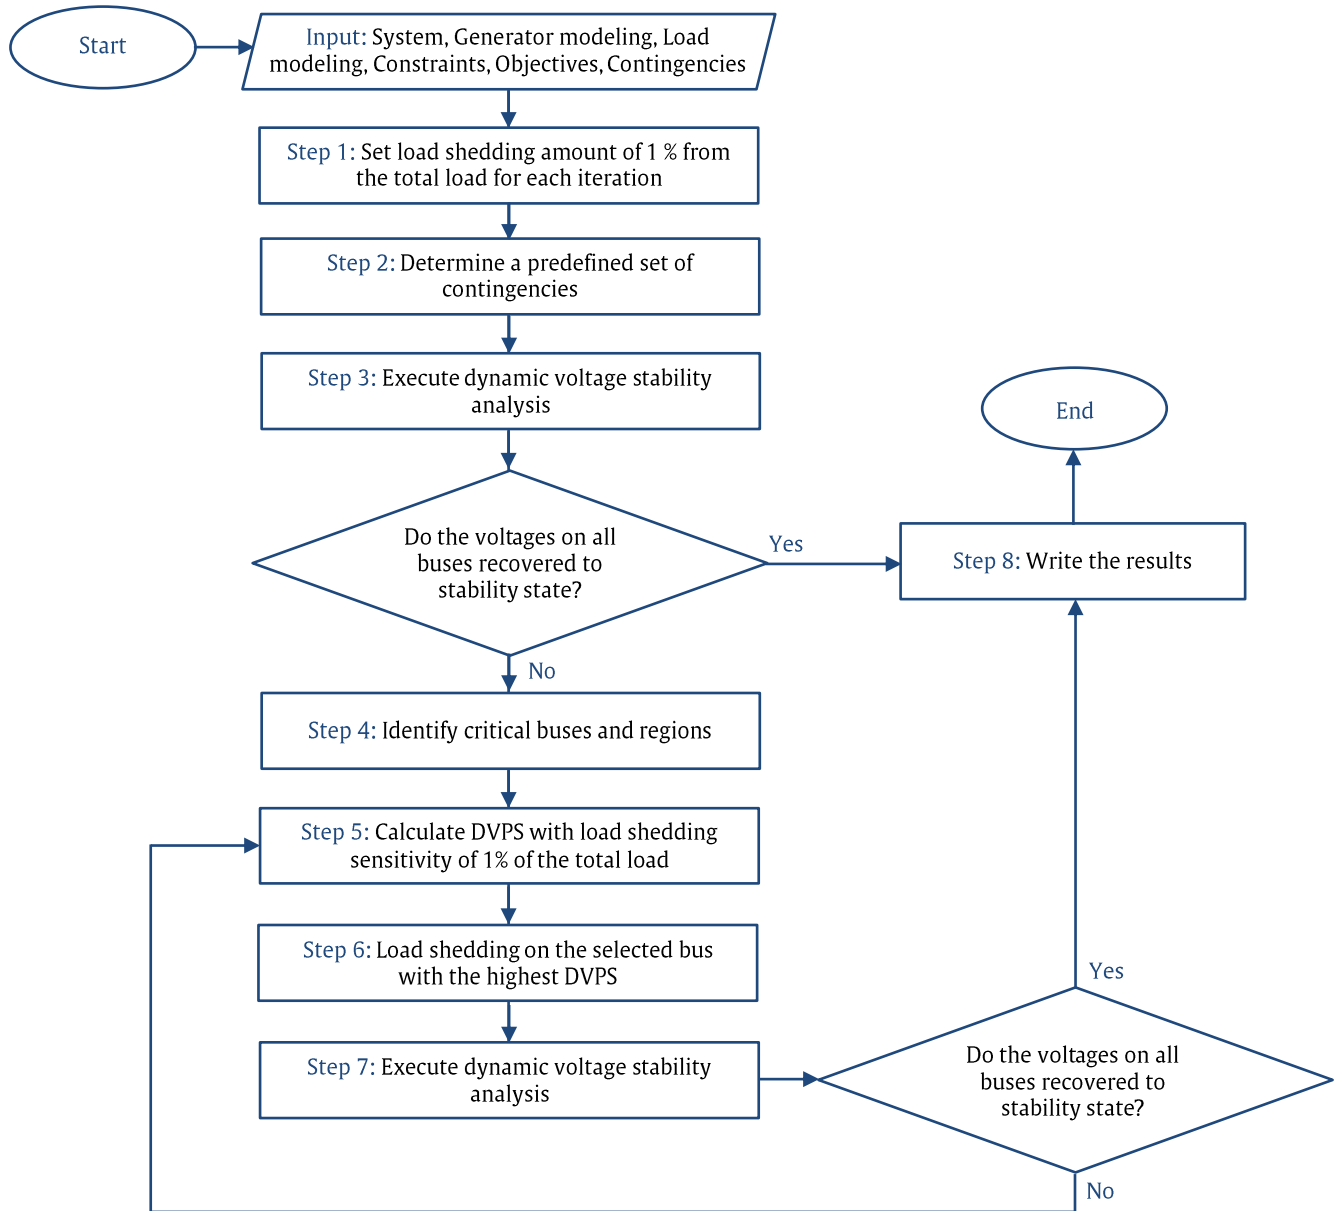 Start
Input: System, Generator modeling, Load
modeling, Constraints, Objectives, Contingencies
Step 1: Set load shedding amount of 1 % from
the total load for each iteration
Step 2: Determine a predefined set of
contingencies
Step 3: Execute dynamic voltage stability
analysis
End
Do the voltages on all
buses recovered to
stability state?
Yes
Step 8: Write the results
No
Step 4: Identify critical buses and regions
Step 5: Calculate DVPS with load shedding
sensitivity of 1% of the total load
Step 6: Load shedding on the selected bus
with the highest DVPS
Yes
Step 7: Execute dynamic voltage stability
analysis
Do the voltages on all
buses recovered to
stability state?
No